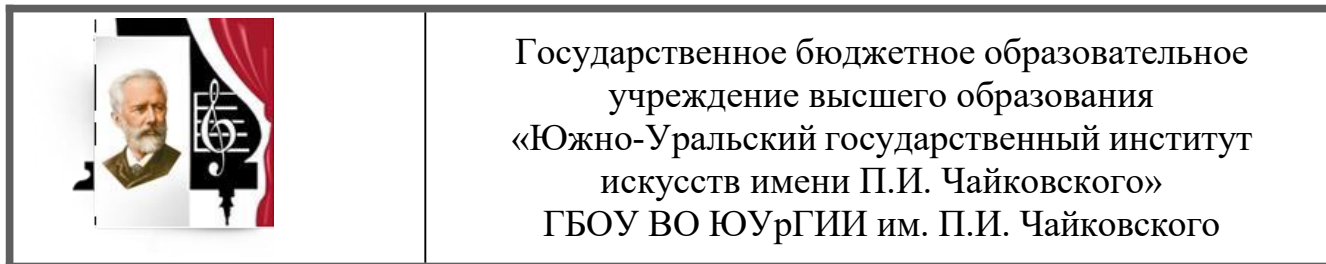 Государственное бюджетное образовательное
учреждение высшего образования
«Южно-Уральский государственный институт
искусств имени П.И. Чайковского»
ГБОУ ВО ЮУрГИИ им. П.И. Чайковского